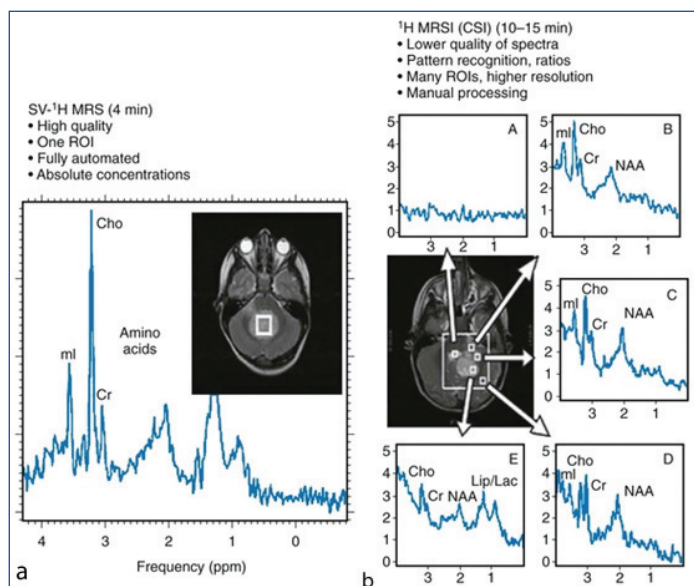 SV-¹H MRS (4 min)
• High quality
• One ROI
• Fully automated
• Absolute concentrations
Cho
ml
Amino
acids
Cr
4 3 2 1 0
Frequency (ppm)
a
¹H MRSI (CSI) (10–15 min)
• Lower quality of spectra
• Pattern recognition, ratios
• Many ROIs, higher resolution
• Manual processing
A
5
4
3
2
1
0
3 2 1
B
5
4
3
2
1
0
ml
Cho
Cr
NAA
3 2 1
C
5
4
3
2
1
0
ml
Cho
Cr
NAA
3 2 1
E
5
4
3
2
1
0
Cho
Cr NAA
Lip/Lac
3 2 1
D
5
4
3
2
1
0
Cho
ml
Cr
NAA
3 2 1
b